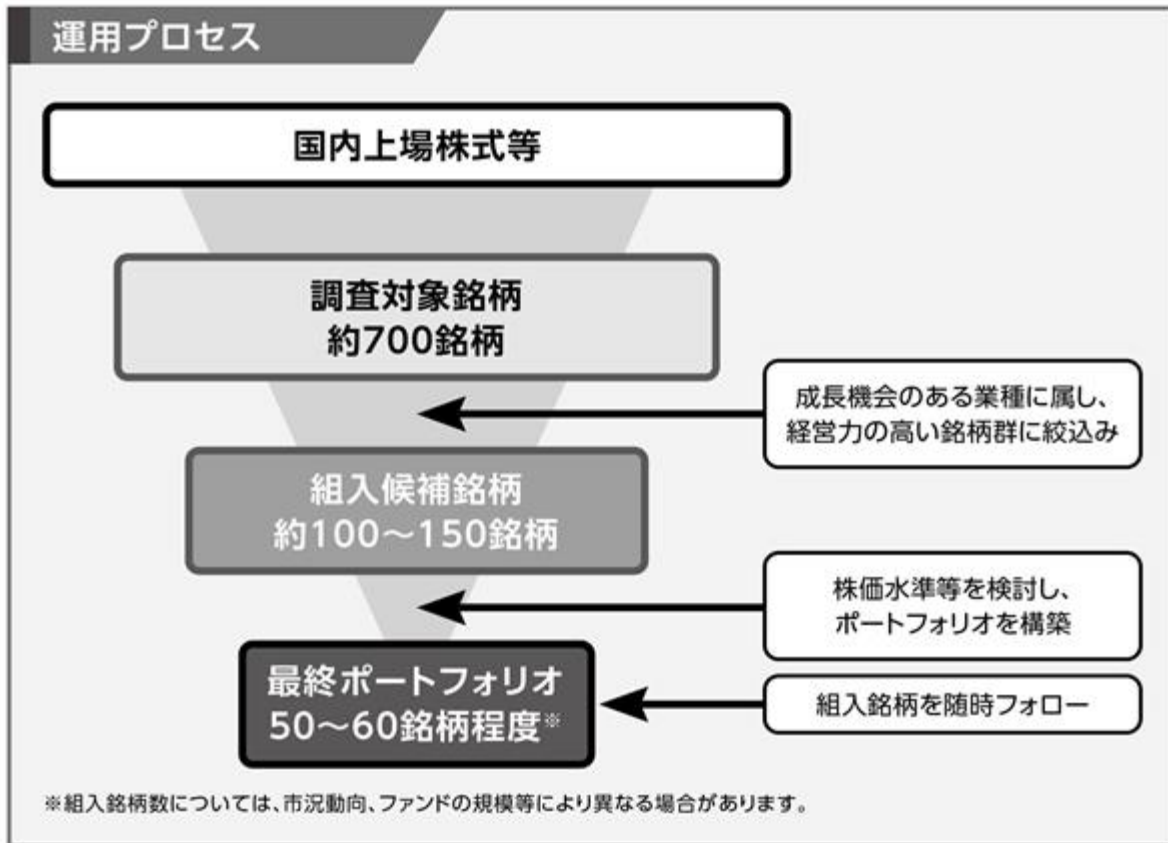 運用プロセス
国内上場株式等
調査対象銘柄
約700銘柄
成長機会のある業種に属し、
経営力の高い銘柄群に絞込み
組入候補銘柄
約100～150銘柄
株価水準等を検討し、
ポートフォリオを構築
最終ポートフォリオ
50～60銘柄程度※
組入銘柄を随時フォロー
※組入銘柄数については、市況動向、ファンドの規模等により異なる場合があります。